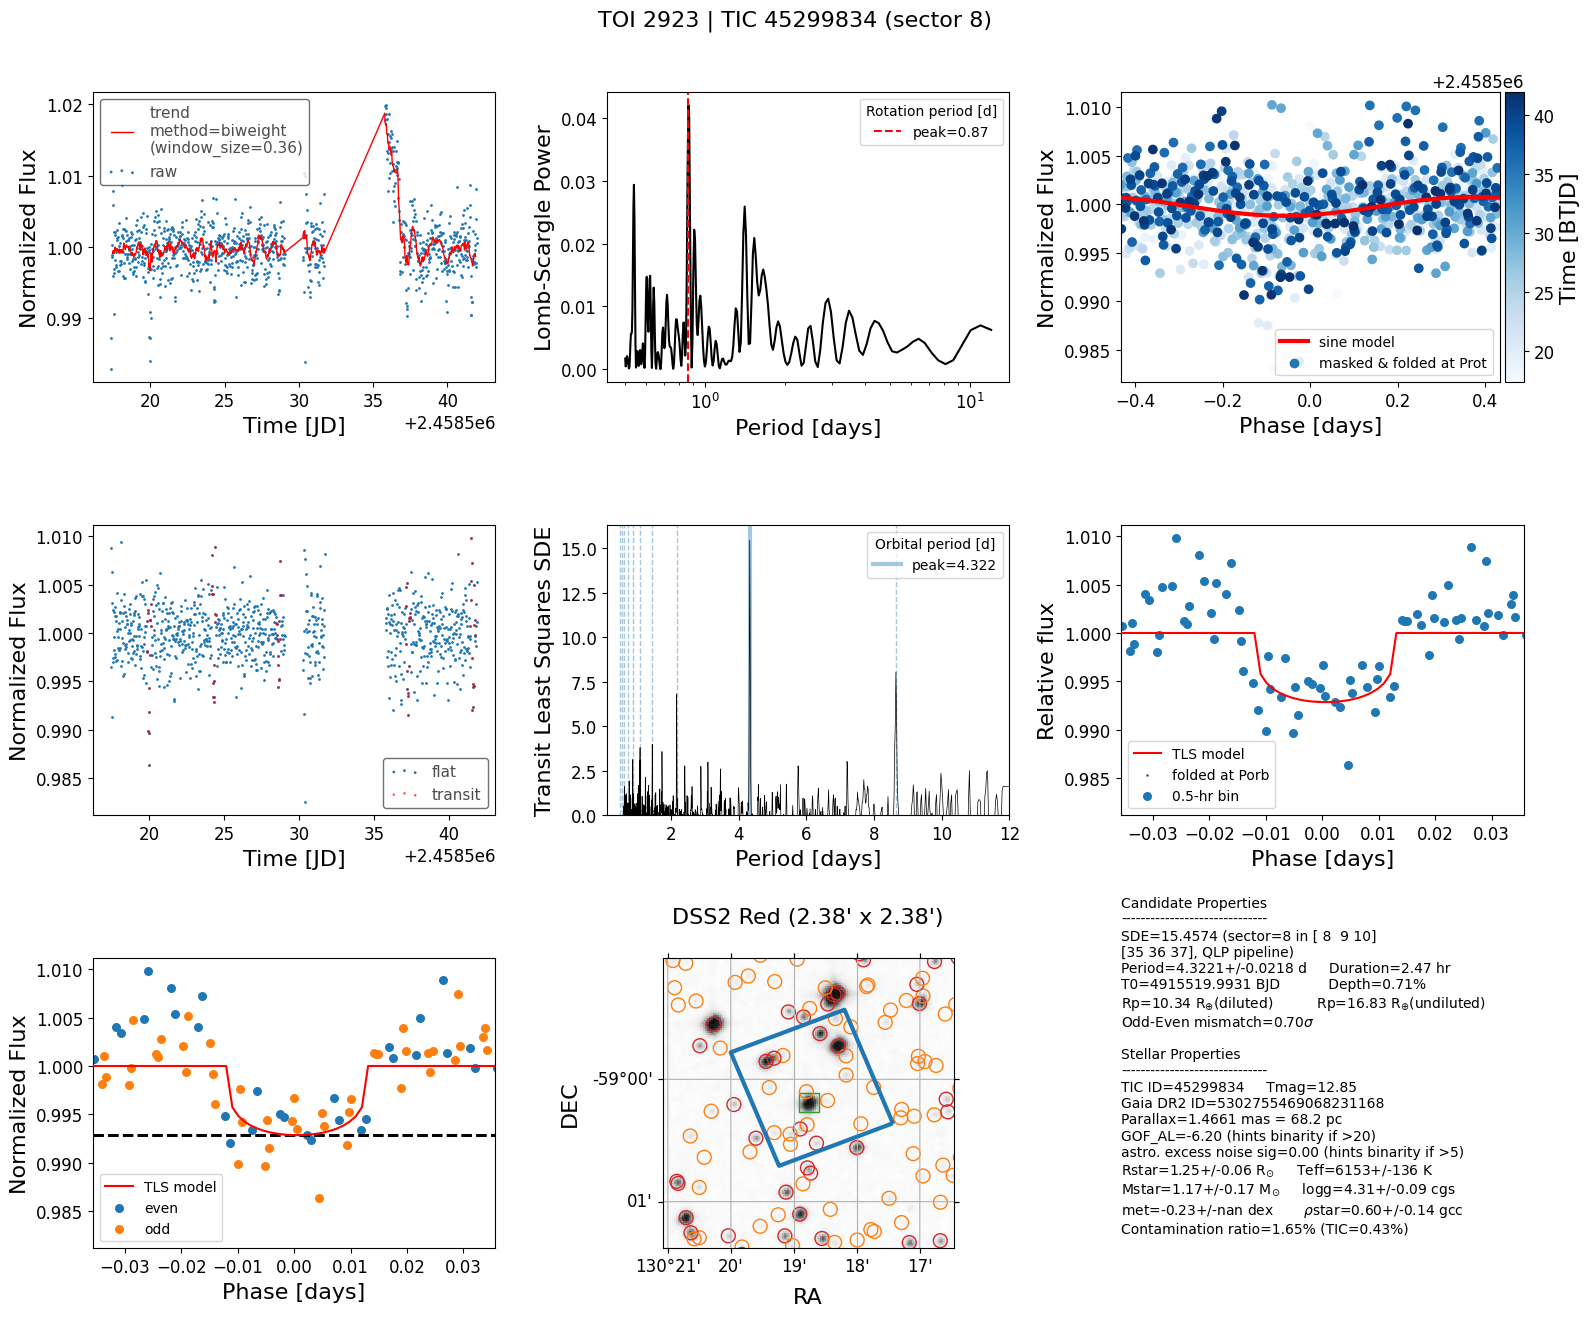 TOI 2923 | TIC 45299834 (sector 8)
Normalized Flux
1.02
1.01
1.00
0.99
trend
method=biweight
(window_size=0.36)
raw
20
25
30
35
40
Time [JD]
+2.4585e6
Lomb-Scargle Power
0.04
0.03
0.02
0.01
0.00
Rotation period [d]
peak=0.87
10⁰
10¹
Period [days]
+2.4585e6
Normalized Flux
1.010
1.005
1.000
0.995
0.990
0.985
sine model
masked & folded at Prot
−0.4
−0.2
0.0
0.2
0.4
Phase [days]
40
35
30
25
20
Time [BTJD]
Normalized Flux
1.010
1.005
1.000
0.995
0.990
0.985
flat
transit
20
25
30
35
40
Time [JD]
+2.4585e6
Transit Least Squares SDE
15.0
12.5
10.0
7.5
5.0
2.5
0.0
Orbital period [d]
peak=4.322
2
4
6
8
10
12
Period [days]
Relative flux
1.010
1.005
1.000
0.995
0.990
0.985
TLS model
folded at Porb
0.5-hr bin
−0.03
−0.02
−0.01
0.00
0.01
0.02
0.03
Phase [days]
Normalized Flux
1.010
1.005
1.000
0.995
0.990
0.985
TLS model
even
odd
−0.03
−0.02
−0.01
0.00
0.01
0.02
0.03
Phase [days]
DSS2 Red (2.38' x 2.38')
DEC
-59°00'
01'
130°21'
20'
19'
18'
17'
RA
Candidate Properties
------------------------------
SDE=15.4574 (sector=8 in [ 8 9 10]
[35 36 37], QLP pipeline)
Period=4.3221+/-0.0218 d Duration=2.47 hr
T0=4915519.9931 BJD Depth=0.71%
Rp=10.34 R⊕(diluted) Rp=16.83 R⊕(undiluted)
Odd-Even mismatch=0.70σ
Stellar Properties
------------------------------
TIC ID=45299834 Tmag=12.85
Gaia DR2 ID=5302755469068231168
Parallax=1.4661 mas = 68.2 pc
GOF_AL=-6.20 (hints binarity if >20)
astro. excess noise sig=0.00 (hints binarity if >5)
Rstar=1.25+/-0.06 R⊙ Teff=6153+/-136 K
Mstar=1.17+/-0.17 M⊙ logg=4.31+/-0.09 cgs
met=-0.23+/-nan dex ρstar=0.60+/-0.14 gcc
Contamination ratio=1.65% (TIC=0.43%)